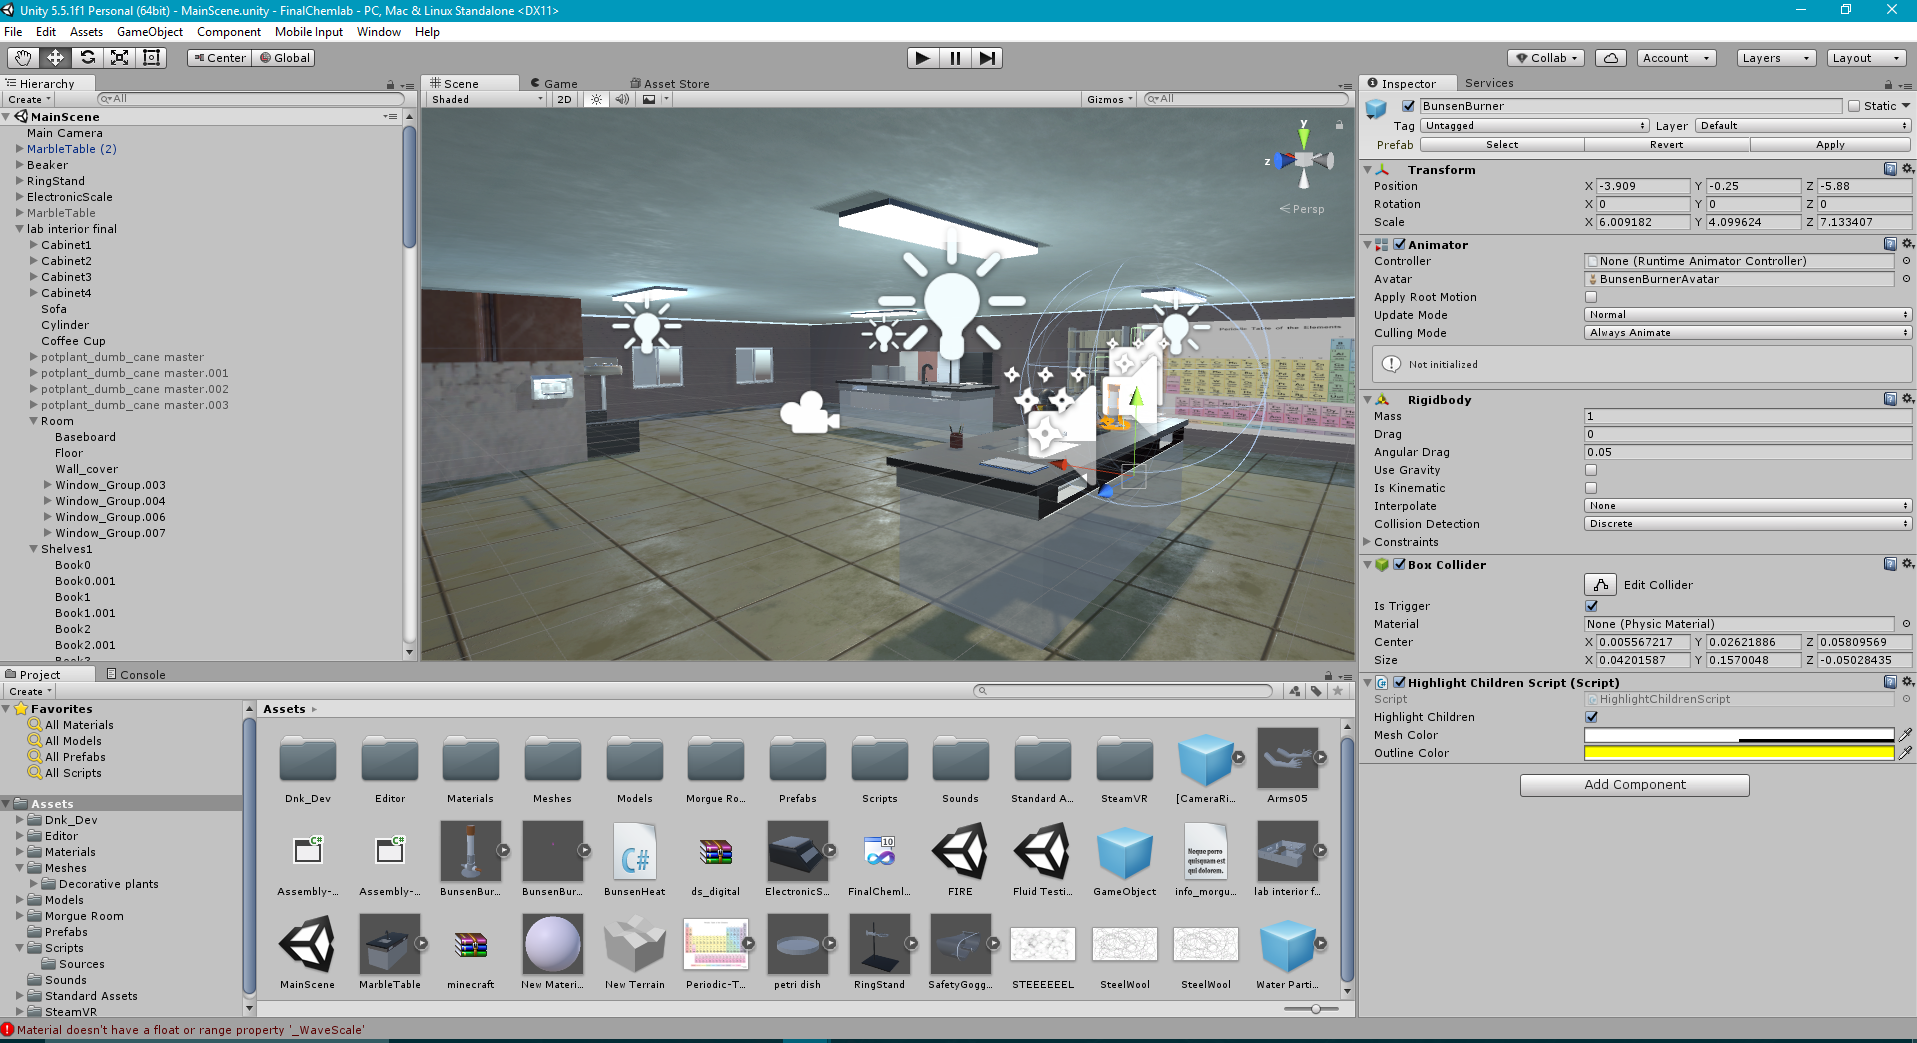 Unity 5.5.1f1 Personal (64bit) - MainScene.unity - FinalChemlab - PC, Mac & Linux Standalone <DX11>
File Edit Assets GameObject Component Mobile Input Window Help
Center Global
Collab Account Layers Layout
Hierarchy
Create All
MainScene
Main Camera
MarbleTable (2)
Beaker
RingStand
ElectronicScale
MarbleTable
lab interior final
Cabinet1
Cabinet2
Cabinet3
Cabinet4
Sofa
Cylinder
Coffee Cup
potplant_dumb_cane master
potplant_dumb_cane master.001
potplant_dumb_cane master.002
potplant_dumb_cane master.003
Room
Baseboard
Floor
Wall_cover
Window_Group.003
Window_Group.004
Window_Group.006
Window_Group.007
Shelves1
Book0
Book0.001
Book1
Book1.001
Book2
Book2.001
Scene Game Asset Store
Shaded 2D Gizmos All
y
z
Persp
Periodic Table of the Elements
Inspector Services
BunsenBurner Static
Tag Untagged Layer Default
Prefab Select Revert Apply
Transform
Position X -3.909 Y -0.25 Z -5.88
Rotation X 0 Y 0 Z 0
Scale X 6.009182 Y 4.099624 Z 7.133407
Animator
Controller None (Runtime Animator Controller)
Avatar BunsenBurnerAvatar
Apply Root Motion
Update Mode Normal
Culling Mode Always Animate
Not initialized
Rigidbody
Mass 1
Drag 0
Angular Drag 0.05
Use Gravity
Is Kinematic
Interpolate None
Collision Detection Discrete
Constraints
Box Collider
Edit Collider
Is Trigger
Material None (Physic Material)
Center X 0.005567217 Y 0.02621886 Z 0.05809569
Size X 0.04201587 Y 0.1570048 Z -0.05028435
Highlight Children Script (Script)
Script HighlightChildrenScript
Highlight Children
Mesh Color
Outline Color
Add Component
Project Console
Create
Favorites
All Materials
All Models
All Prefabs
All Scripts
Assets
Dnk_Dev
Editor
Materials
Meshes
Decorative plants
Models
Morgue Room
Prefabs
Scripts
Sources
Sounds
Standard Assets
SteamVR
Assets
Dnk_Dev Editor Materials Meshes Models Morgue Ro... Prefabs Scripts Sounds Standard A... SteamVR [CameraRi... Arms05
C# C# C# 10 Neque porro quisquam est qui dolorem.
Assembly-... Assembly-... BunsenBur... BunsenBur... BunsenHeat ds_digital ElectronicS... FinalCheml... FIRE Fluid Testi... GameObject info_morgu... lab interior f...
MainScene MarbleTable minecraft New Materi... New Terrain Periodic-T... petri dish RingStand SafetyGogg... STEEEEEEL SteelWool SteelWool Water Parti...
Material doesn't have a float or range property '_WaveScale'